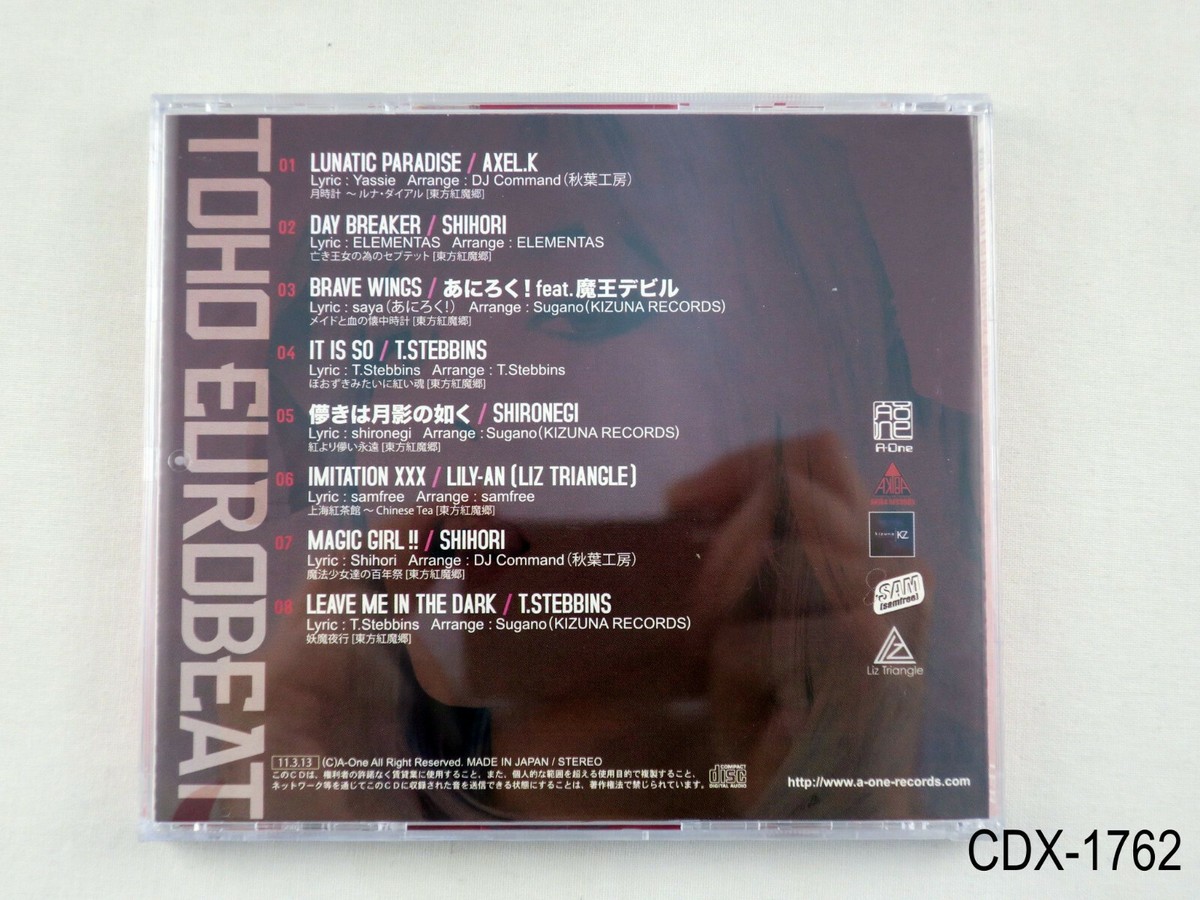 TOHO EUROBEAT
01 LUNATIC PARADISE / AXEL.K
Lyric : Yassie Arrange : DJ Command (秋葉工房)
月時計 ～ ルナ・ダイアル [東方紅魔郷]
02 DAY BREAKER / SHIHORI
Lyric : ELEMENTAS Arrange : ELEMENTAS
亡き王女の為のセプテット [東方紅魔郷]
03 BRAVE WINGS / あにろく! feat.魔王デビル
Lyric : saya (あにろく!) Arrange : Sugano (KIZUNA RECORDS)
メイドと血の懐中時計 [東方紅魔郷]
04 IT IS SO / T.STEBBINS
Lyric : T.Stebbins Arrange : T.Stebbins
ほおずきみたいに紅い魂 [東方紅魔郷]
05 儚きは月影の如く / SHIRONEGI
Lyric : shironegi Arrange : Sugano (KIZUNA RECORDS)
紅より儚い永遠 [東方紅魔郷]
06 IMITATION XXX / LILY-AN (LIZ TRIANGLE)
Lyric : samfree Arrange : samfree
上海紅茶館 ～ Chinese Tea [東方紅魔郷]
07 MAGIC GIRL !! / SHIHORI
Lyric : Shihori Arrange : DJ Command (秋葉工房)
魔法少女達の百年祭 [東方紅魔郷]
08 LEAVE ME IN THE DARK / T.STEBBINS
Lyric : T.Stebbins Arrange : Sugano (KIZUNA RECORDS)
妖魔夜行 [東方紅魔郷]
A-One
AKIBA
kizuna KZ
SAM
(samfree)
Liz Triangle
11.3.13 (C)A-One All Right Reserved. MADE IN JAPAN / STEREO
このCDは、権利者の許諾なく賃貸業に使用すること、また、個人的な範囲を超える使用目的で複製すること、
ネットワーク等を通じてこのCDに収録された音を送信できる状態にすることは、著作権法で禁じられています。
COMPACT
disc
DIGITAL AUDIO
http://www.a-one-records.com
CDX-1762